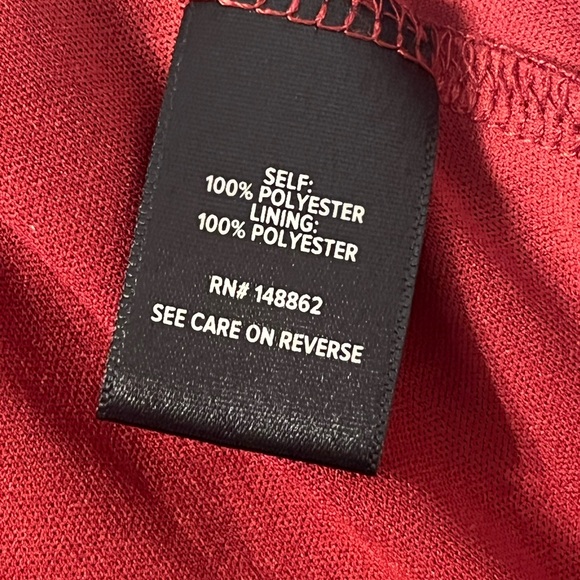 SELF:
100% POLYESTER
LINING:
100% POLYESTER
RN# 148862
SEE CARE ON REVERSE